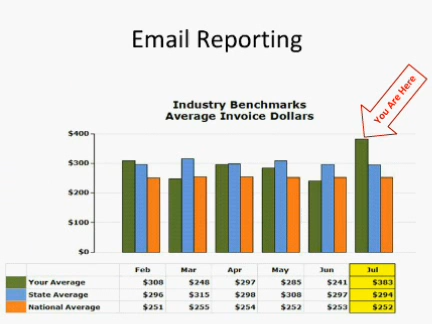 Email Reporting
You Are Here
Industry Benchmarks
Average Invoice Dollars
$400
$300
$200
$100
$0
Feb Mar Apr May Jun Jul
Your Average $308 $248 $297 $285 $241 $383
State Average $296 $315 $298 $308 $297 $294
National Average $251 $255 $254 $252 $253 $252